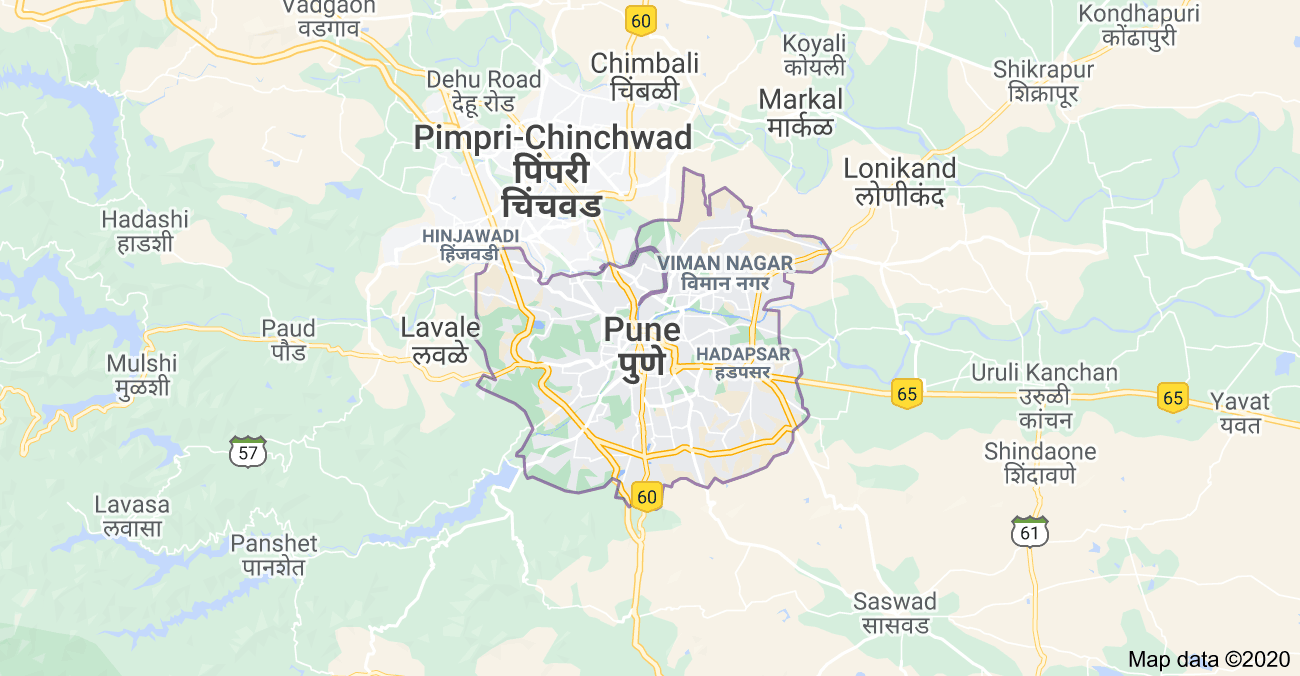 Vadgaon
वडगाव
60
Kondhapuri
कोंढापुरी
Koyali
कोयली
Chimbali
चिंबळी
Shikrapur
शिक्रापूर
Dehu Road
देहू रोड
Markal
मार्कळ
Pimpri-Chinchwad
पिंपरी
चिंचवड
Lonikand
लोणीकंद
Hadashi
हाडशी
HINJAWADI
हिंजवडी
VIMAN NAGAR
विमान नगर
Paud
पौड
Lavale
लवळे
Pune
पुणे
HADAPSAR
हडपसर
Mulshi
मुळशी
Uruli Kanchan
उरुळी
कांचन
65
65
Yavat
यवत
57
Shindaone
शिंदावणे
60
Lavasa
लवासा
61
Panshet
पानशेत
Saswad
सासवड
Map data ©2020